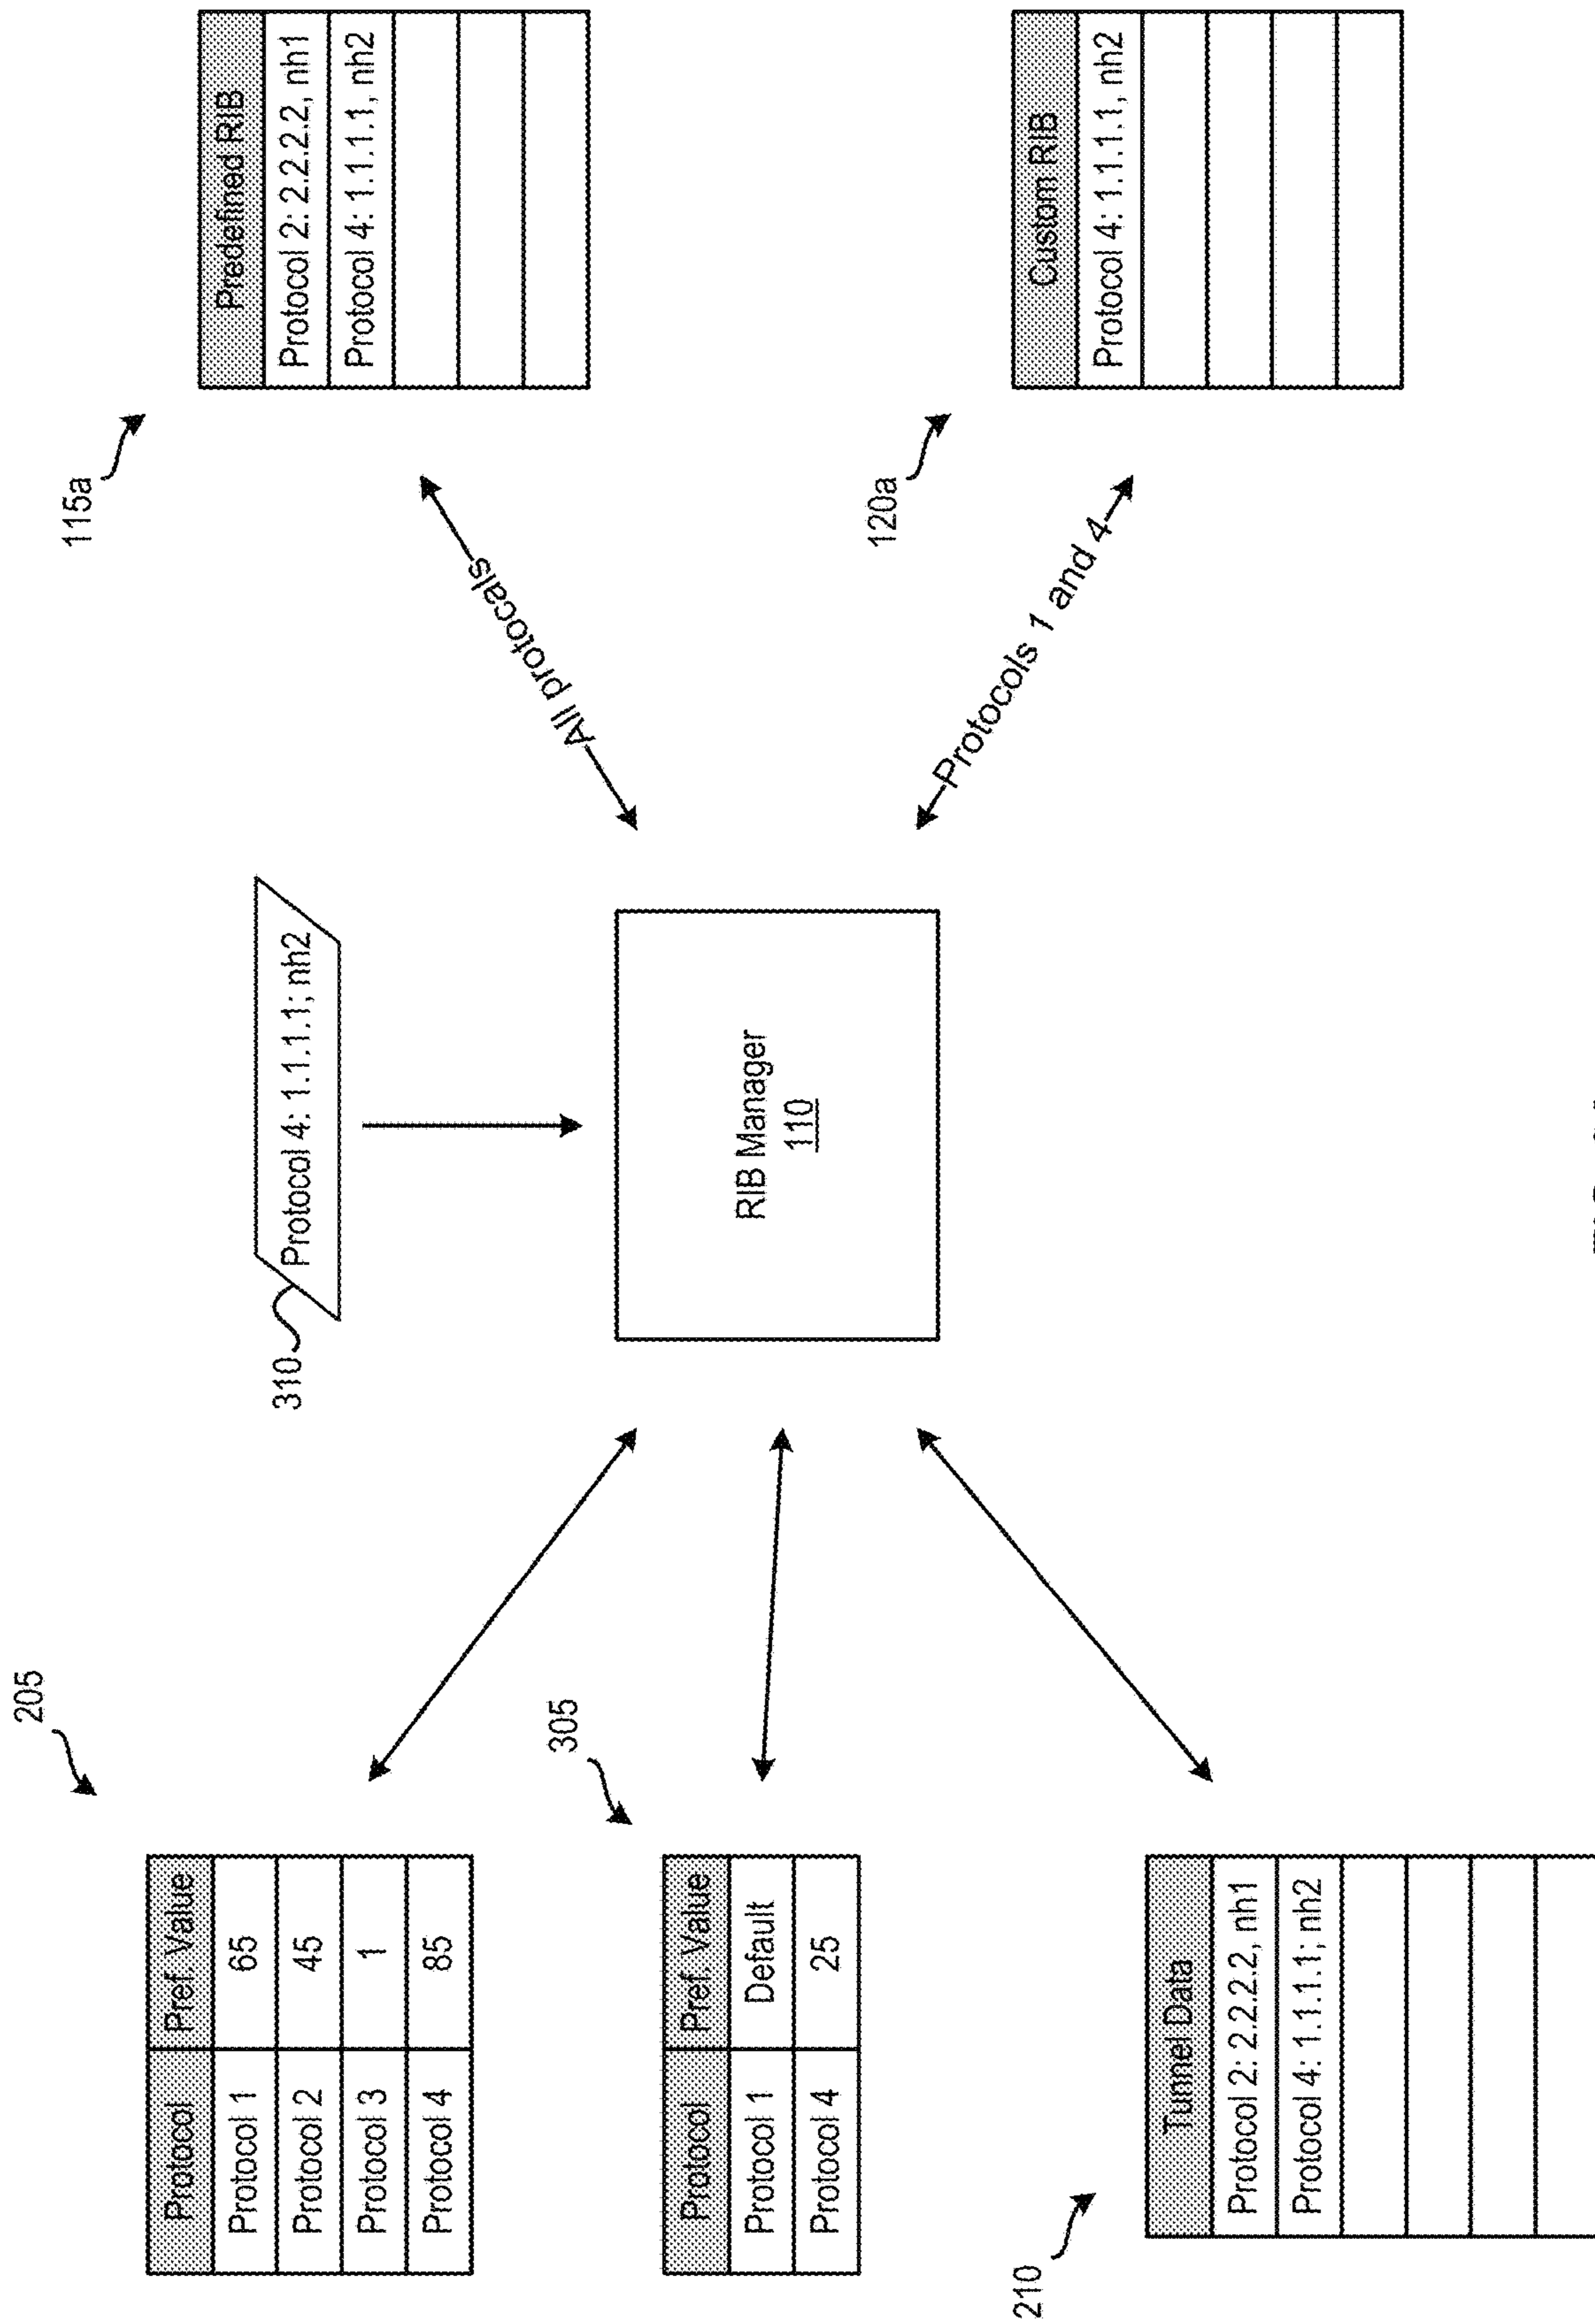 205
Protocol Pref. Value
Protocol 1 65
Protocol 2 45
Protocol 3 1
Protocol 4 85
305
Protocol Pref. Value
Protocol 1 Default
Protocol 4 25
210
Tunnel Data
Protocol 2: 2.2.2.2, nh1
Protocol 4: 1.1.1.1; nh2
310
Protocol 4: 1.1.1.1; nh2
RIB Manager
110
All protocals
Protocols 1 and 4
115a
Predefined RIB
Protocol 2: 2.2.2.2, nh1
Protocol 4: 1.1.1.1, nh2
120a
Custom RIB
Protocol 4: 1.1.1.1, nh2